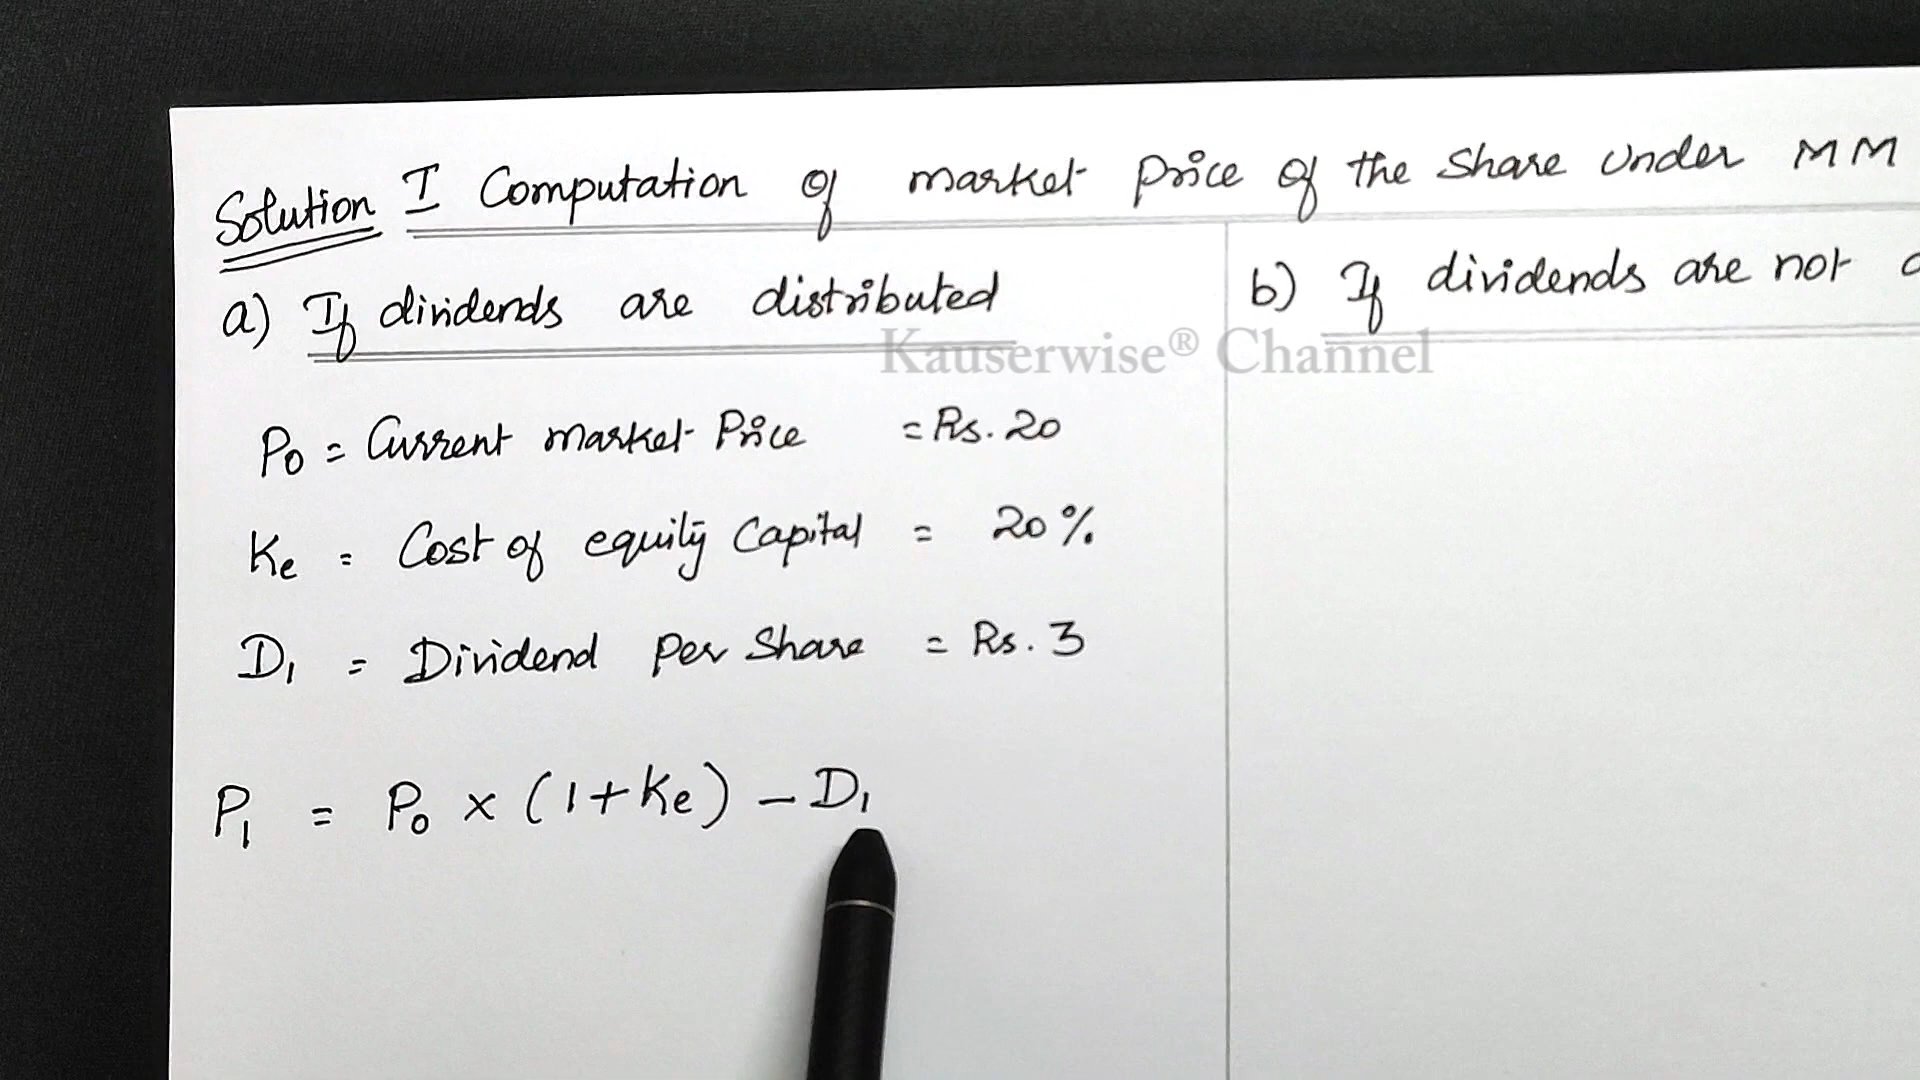 Solution I Computation of market Price of the Share Under MM
a) If dividends are distributed
b) If dividends are not
Kauserwise® Channel
P0 = Current market Price = Rs. 20
Ke = Cost of equity Capital = 20%
D1 = Dividend Per Share = Rs. 3
P1 = P0 × (1+Ke) – D1